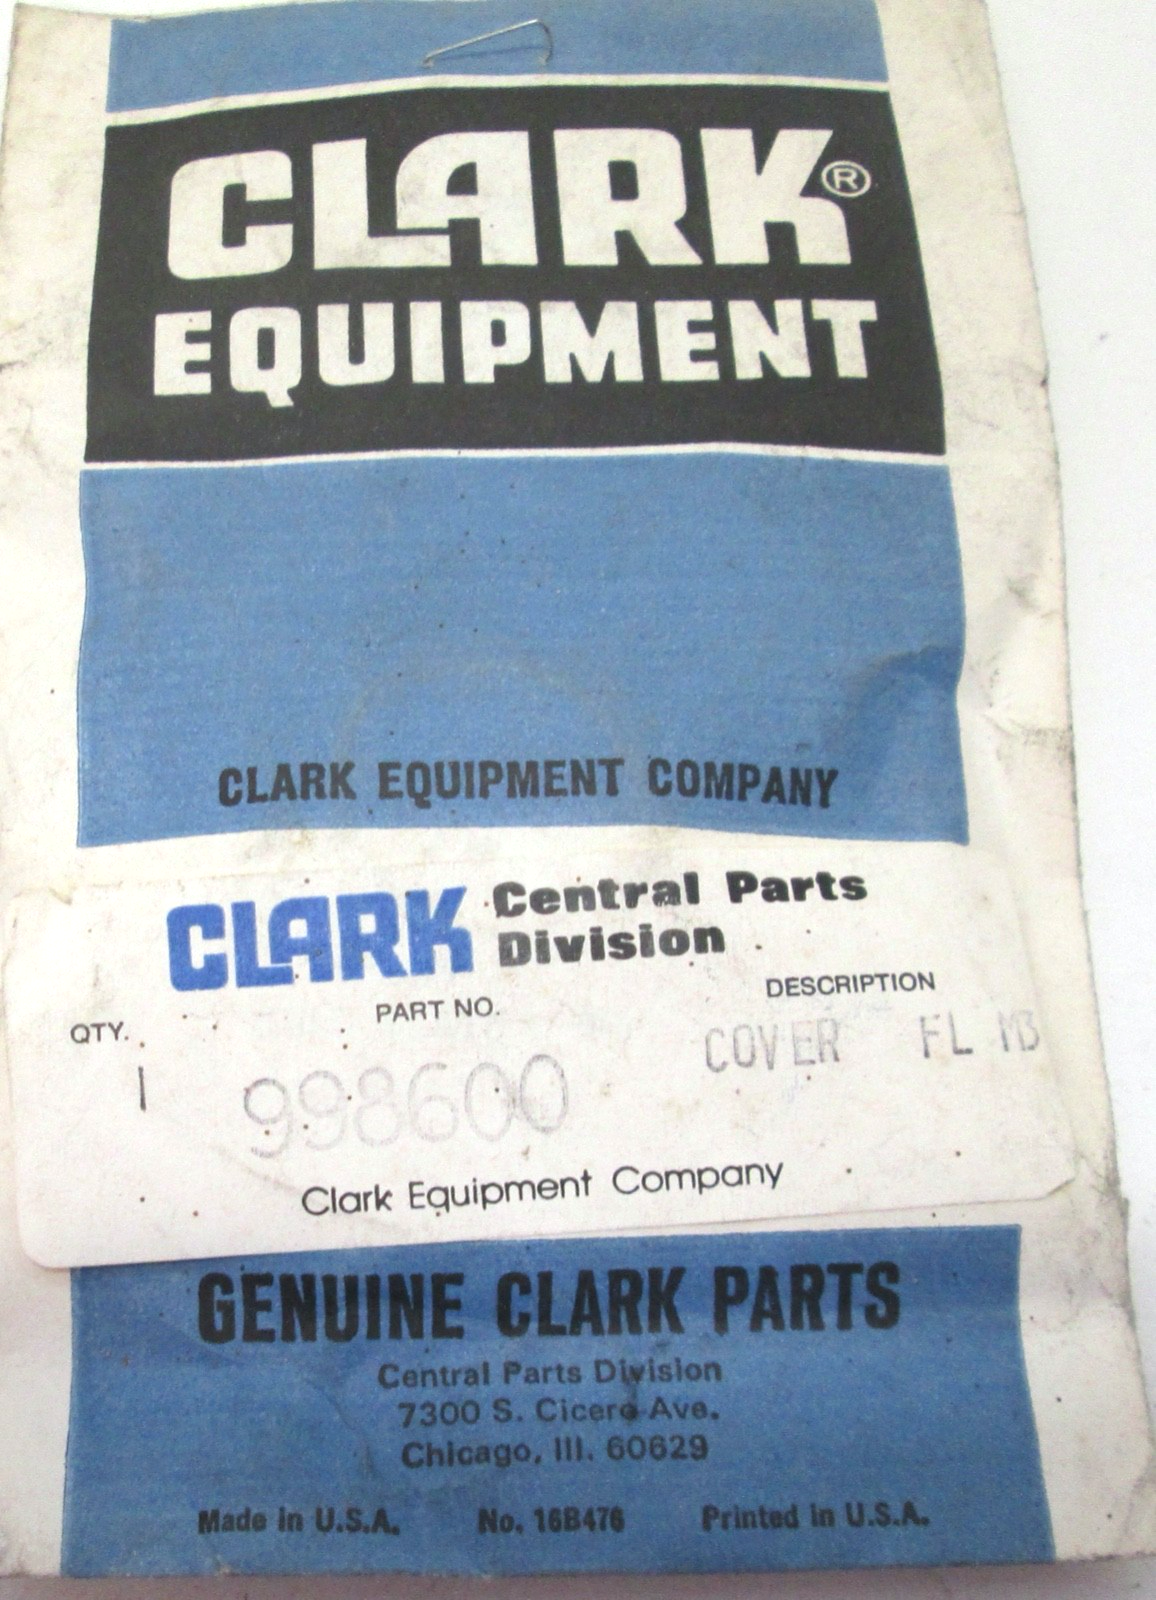 CLARK®
EQUIPMENT
CLARK EQUIPMENT COMPANY
CLARK Central Parts
Division
QTY. PART NO. DESCRIPTION
1 998600 COVER FL MB
Clark Equipment Company
GENUINE CLARK PARTS
Central Parts Division
7300 S. Cicero Ave.
Chicago, Ill. 60629
Made in U.S.A. No. 16B476 Printed in U.S.A.